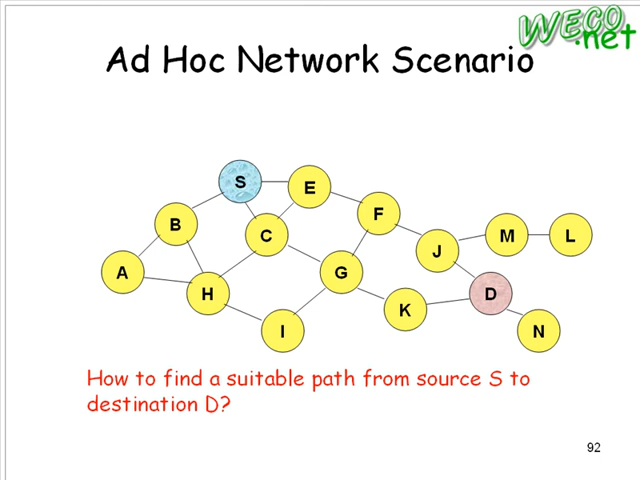 WECO
.net
Ad Hoc Network Scenario
S
E
B
F
C
M
L
J
A
G
H
D
K
I
N
How to find a suitable path from source S to
destination D?
92